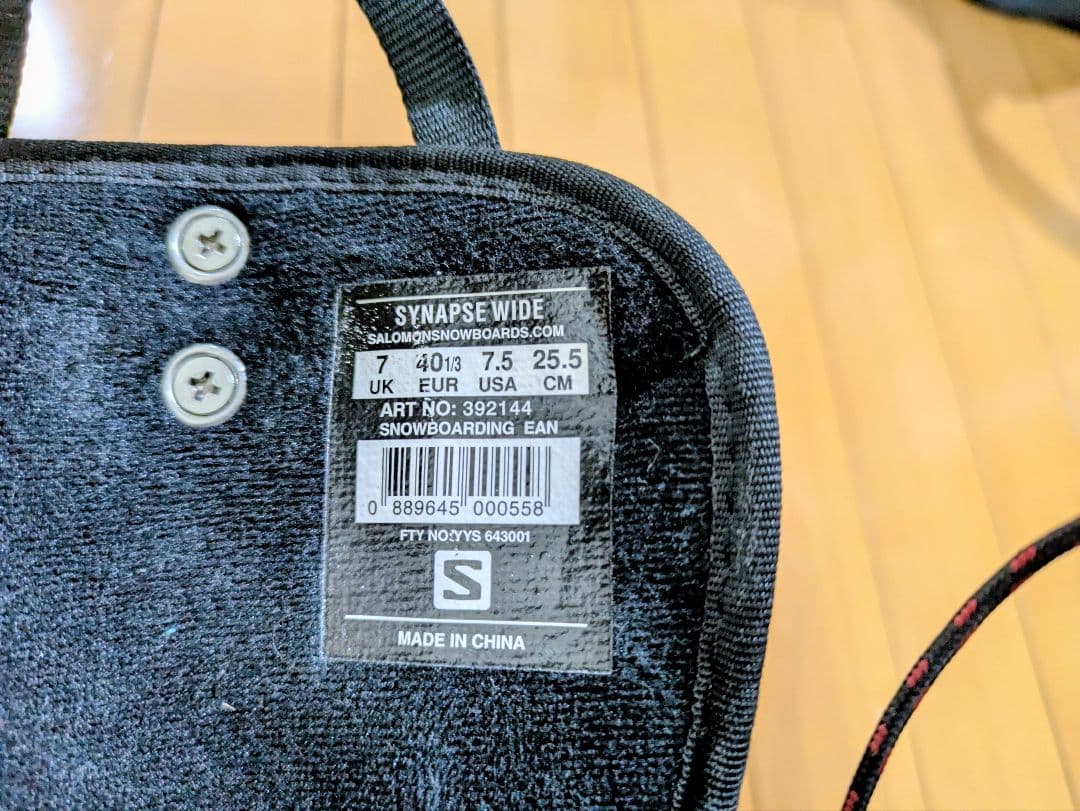 SYNAPSE WIDE
SALOMONSNOWBOARDS.COM
7 40 1/3 7.5 25.5
UK EUR USA CM
ART NO: 392144
SNOWBOARDING EAN
0 889645 000558
FTY NO:YYS 643001
S
MADE IN CHINA